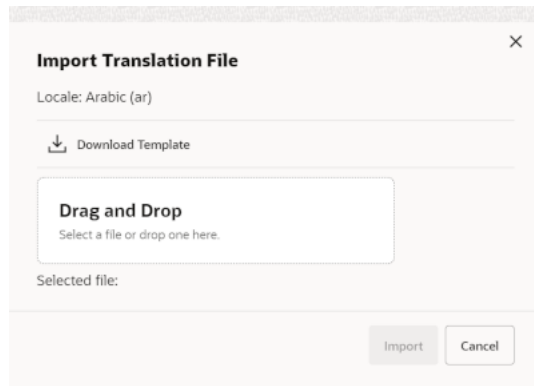 Import Translation File
Locale: Arabic (ar)
Download Template
Drag and Drop
Select a file or drop one here.
Selected file:
Import
Cancel